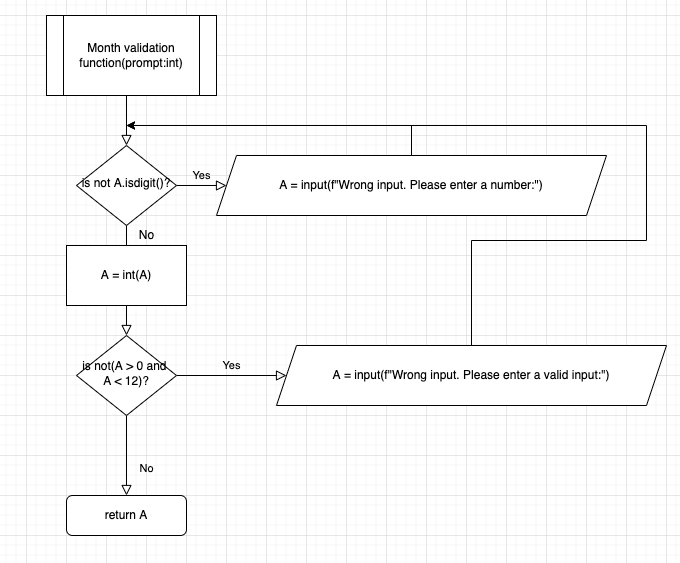 Month validation
function(prompt:int)
is not A.isdigit()?
Yes
A = input(f"Wrong input. Please enter a number:")
No
A = int(A)
is not(A > 0 and
A < 12)?
Yes
A = input(f"Wrong input. Please enter a valid input:")
No
return A